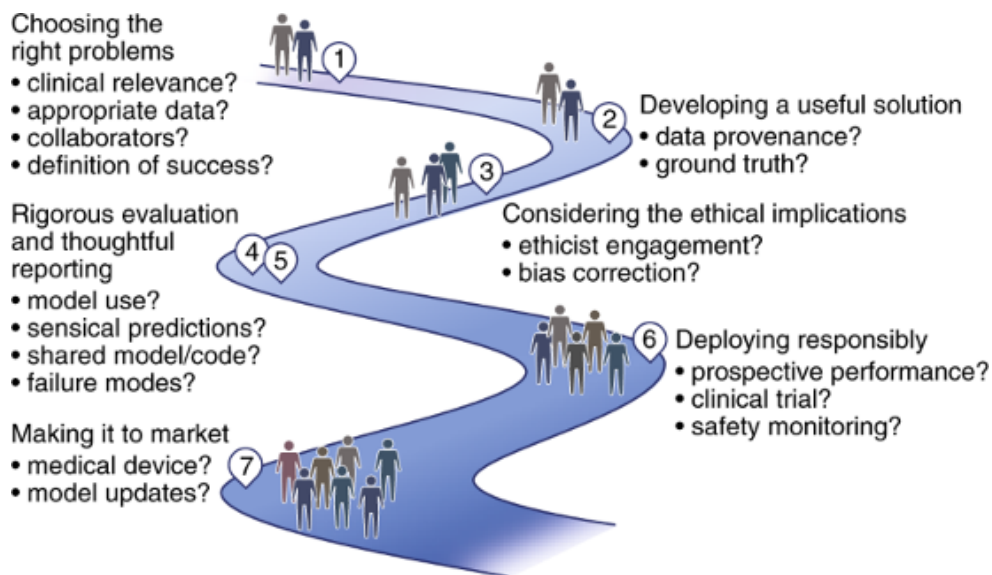 Choosing the
right problems
• clinical relevance?
• appropriate data?
• collaborators?
• definition of success?
1
2
Developing a useful solution
• data provenance?
• ground truth?
3
Considering the ethical implications
• ethicist engagement?
• bias correction?
Rigorous evaluation
and thoughtful
reporting
• model use?
• sensical predictions?
• shared model/code?
• failure modes?
4
5
6
Deploying responsibly
• prospective performance?
• clinical trial?
• safety monitoring?
Making it to market
• medical device?
• model updates?
7